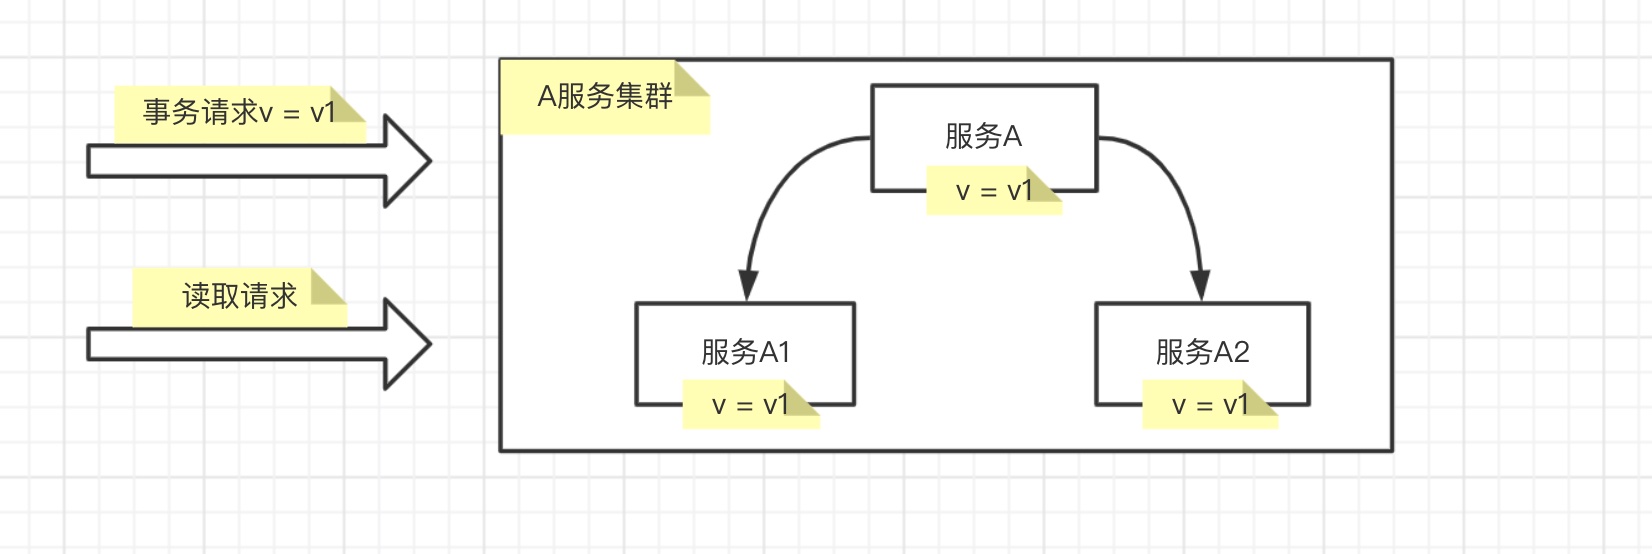 事务请求v = v1
读取请求
A服务集群
服务A
v = v1
服务A1
v = v1
服务A2
v = v1